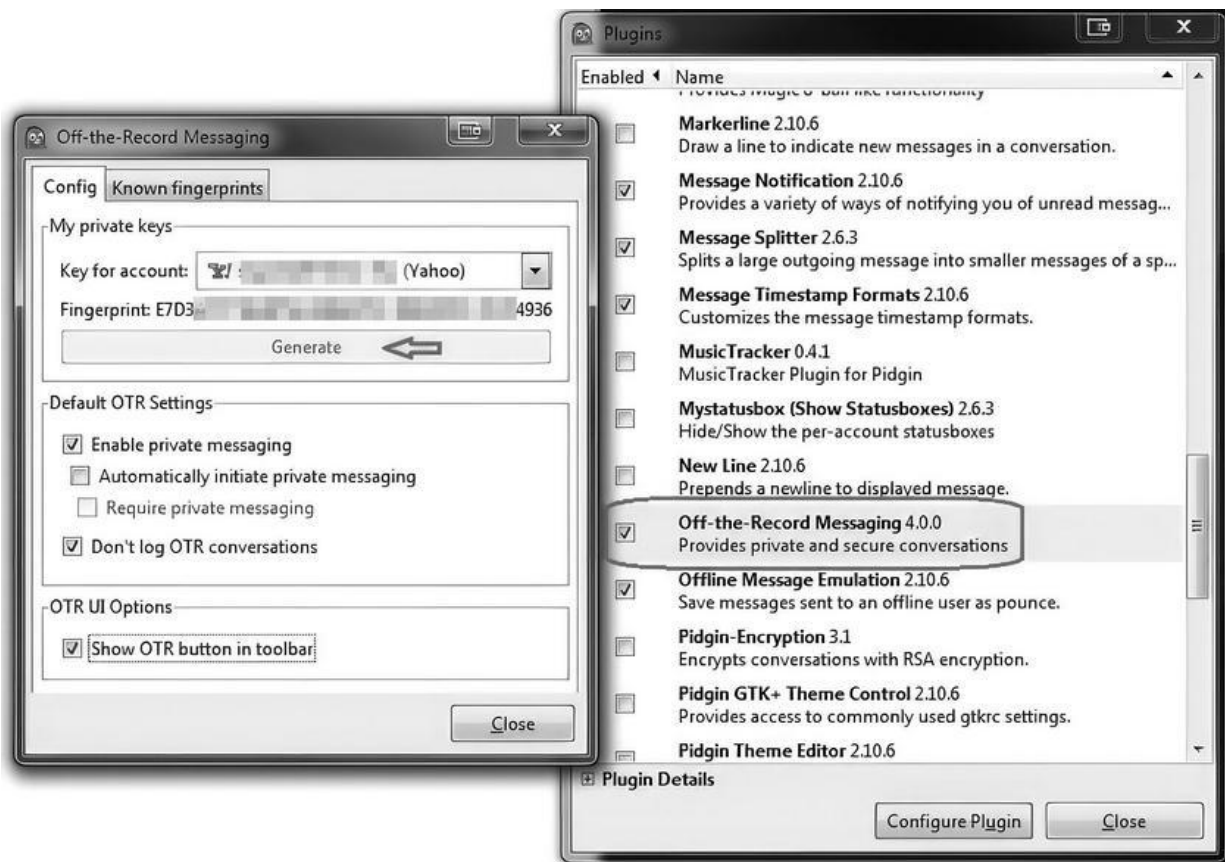 Off-the-Record Messaging
Config Known fingerprints
My private keys
Key for account: (Yahoo)
Fingerprint: E7D3 4936
Generate
Default OTR Settings
Enable private messaging
Automatically initiate private messaging
Require private messaging
Don't log OTR conversations
OTR UI Options
Show OTR button in toolbar
Close
Plugins
Enabled Name
Provides Magic 8-ball like functionality
Markerline 2.10.6
Draw a line to indicate new messages in a conversation.
Message Notification 2.10.6
Provides a variety of ways of notifying you of unread messag...
Message Splitter 2.6.3
Splits a large outgoing message into smaller messages of a sp...
Message Timestamp Formats 2.10.6
Customizes the message timestamp formats.
MusicTracker 0.4.1
MusicTracker Plugin for Pidgin
Mystatusbox (Show Statusboxes) 2.6.3
Hide/Show the per-account statusboxes
New Line 2.10.6
Prepends a newline to displayed message.
Off-the-Record Messaging 4.0.0
Provides private and secure conversations
Offline Message Emulation 2.10.6
Save messages sent to an offline user as pounce.
Pidgin-Encryption 3.1
Encrypts conversations with RSA encryption.
Pidgin GTK+ Theme Control 2.10.6
Provides access to commonly used gtkrc settings.
Pidgin Theme Editor 2.10.6
Plugin Details
Configure Plugin Close